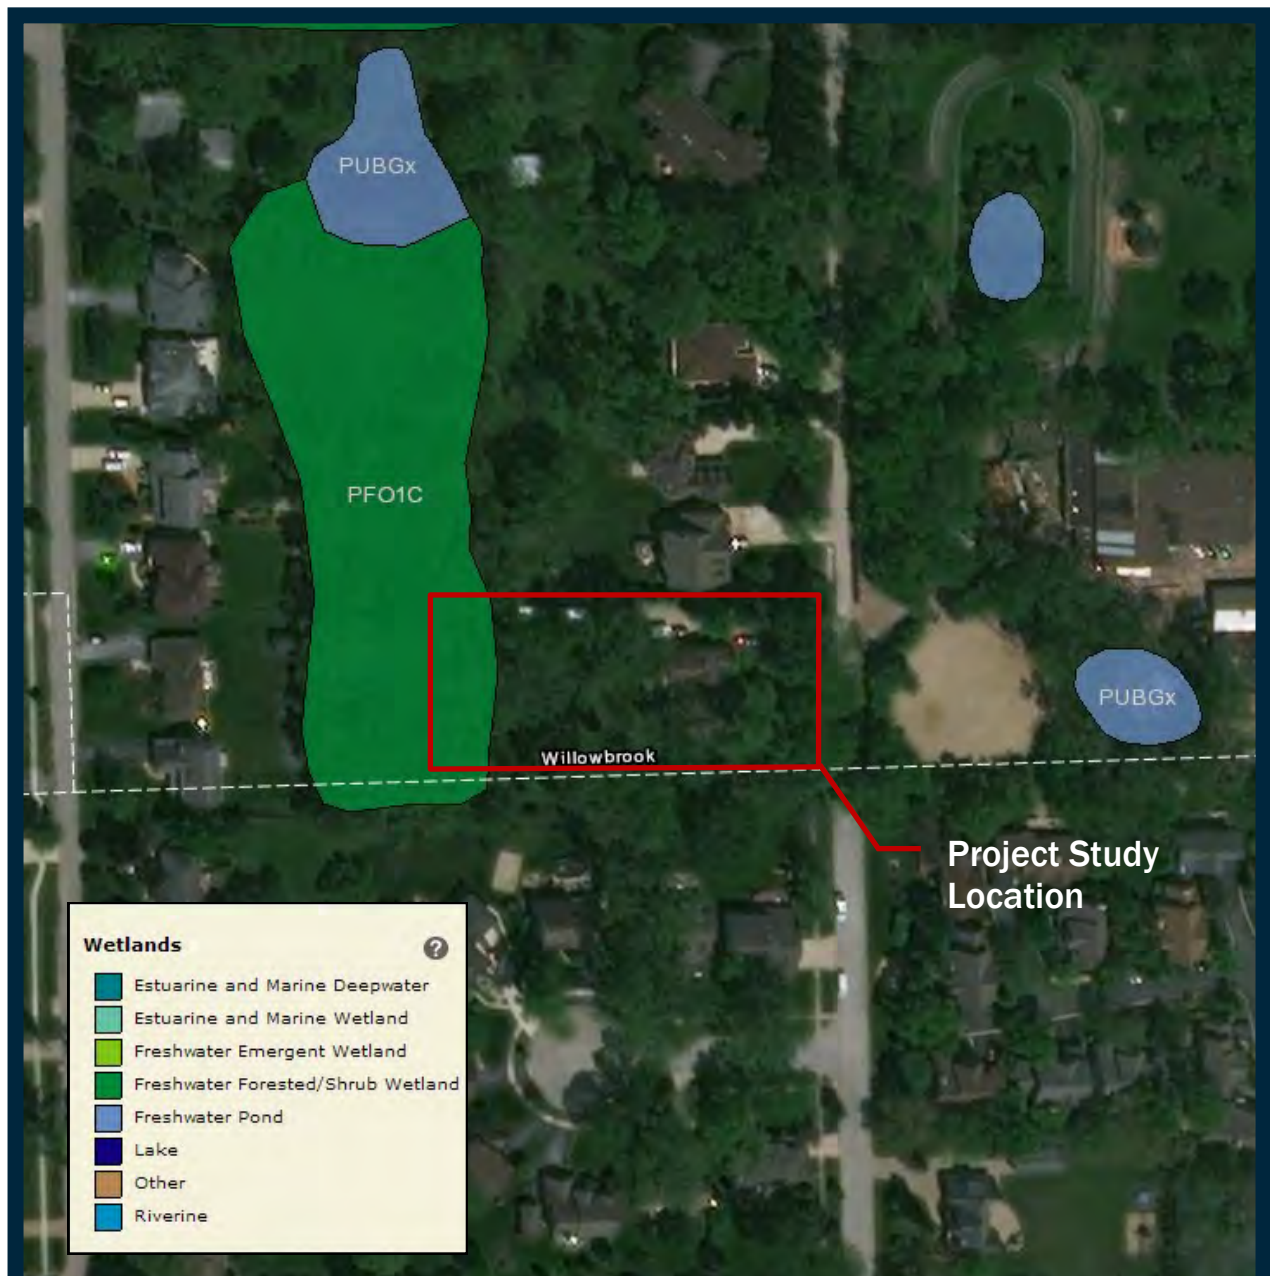 PUBGx
PFO1C
PUBGx
Willowbrook
Project Study
Location
Wetlands
?
Estuarine and Marine Deepwater
Estuarine and Marine Wetland
Freshwater Emergent Wetland
Freshwater Forested/Shrub Wetland
Freshwater Pond
Lake
Other
Riverine